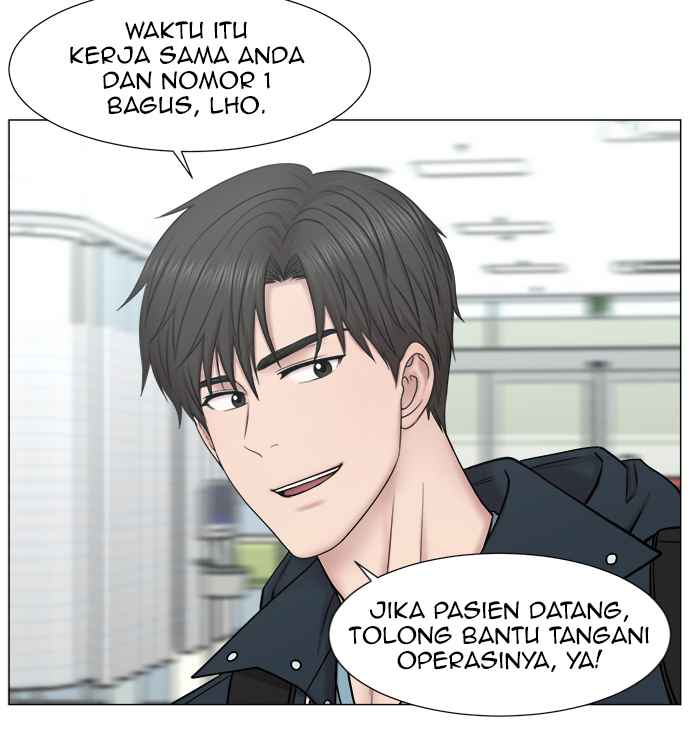 WAKTU ITU
KERJA SAMA ANDA
DAN NOMOR 1
BAGUS, LHO.
JIKA PASIEN DATANG,
TOLONG BANTU TANGANI
OPERASINYA, YA!